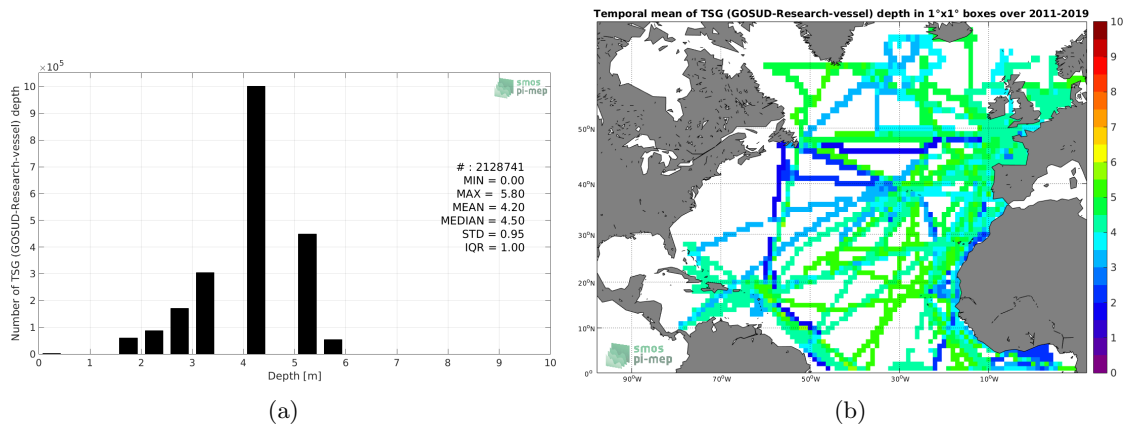 ×10⁵
10
9
8
7
6
5
4
3
2
1
0
Number of TSG (GOSUD-Research-vessel) depth
smos
pi-mep
# : 2128741
MIN = 0.00
MAX = 5.80
MEAN = 4.20
MEDIAN = 4.50
STD = 0.95
IQR = 1.00
0 1 2 3 4 5 6 7 8 9 10
Depth [m]
(a)
Temporal mean of TSG (GOSUD-Research-vessel) depth in 1°x1° boxes over 2011-2019
50°N
40°N
30°N
20°N
10°N
0°
smos
pi-mep
90°W 70°W 50°W 30°W 10°W
10
9
8
7
6
5
4
3
2
1
0
(b)